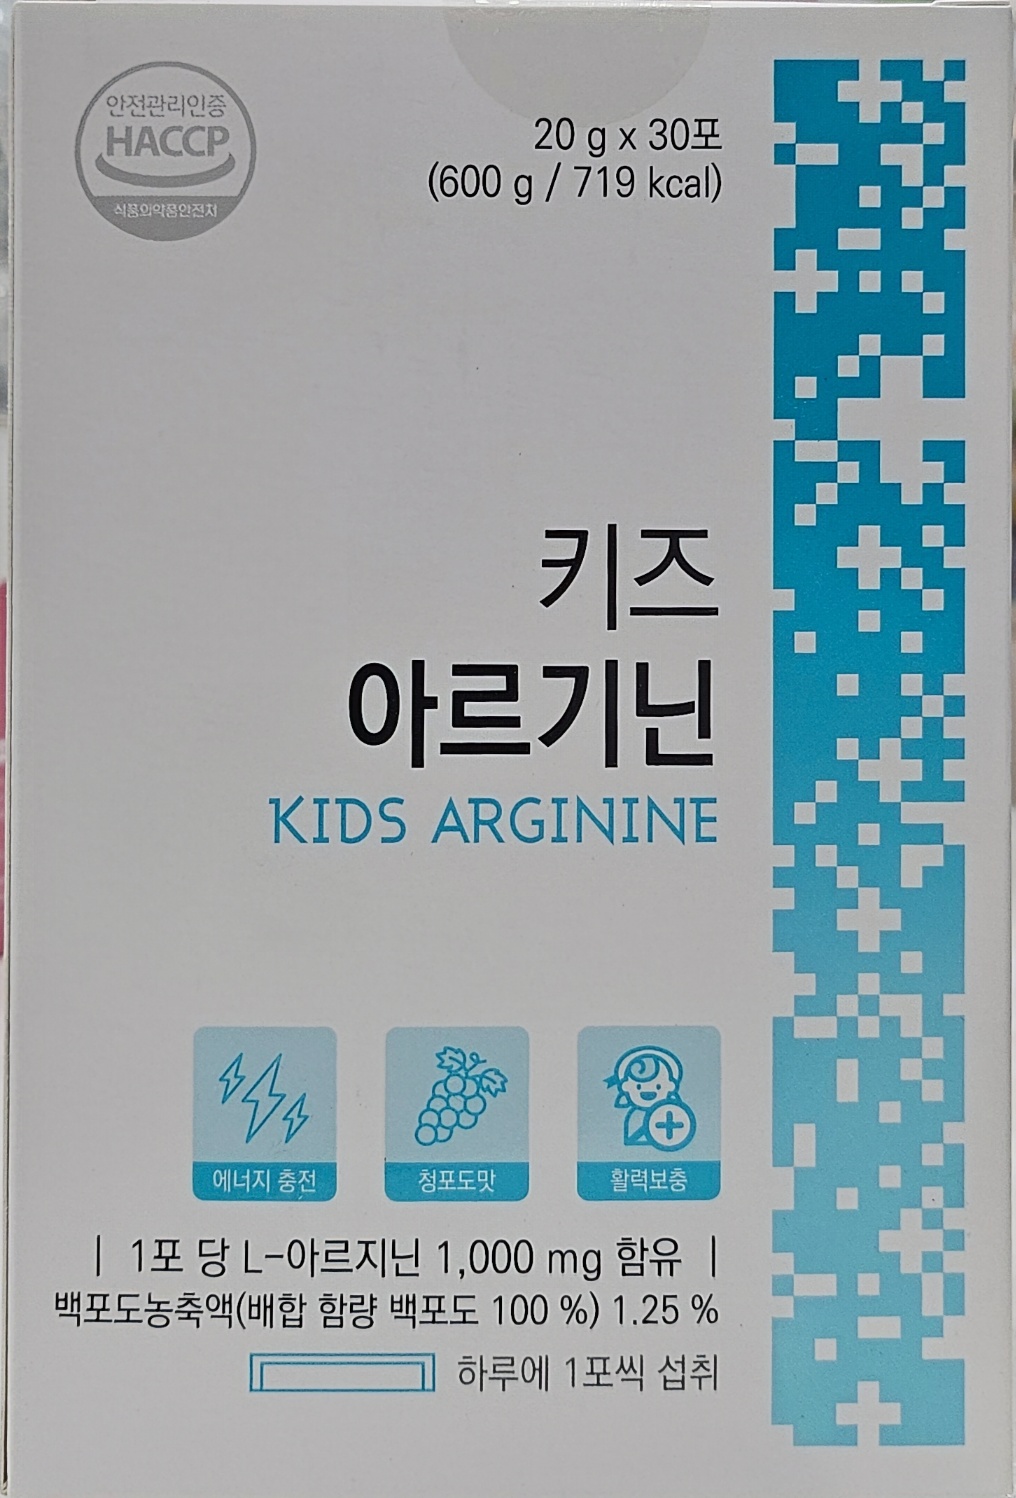 안전관리인증
HACCP
식품의약품안전처
20 g x 30포
(600 g / 719 kcal)
키즈
아르기닌
KIDS ARGININE
에너지 충전
청포도맛
활력보충
| 1포 당 L-아르지닌 1,000 mg 함유 |
백포도농축액(배합 함량 백포도 100 %) 1.25 %
하루에 1포씩 섭취